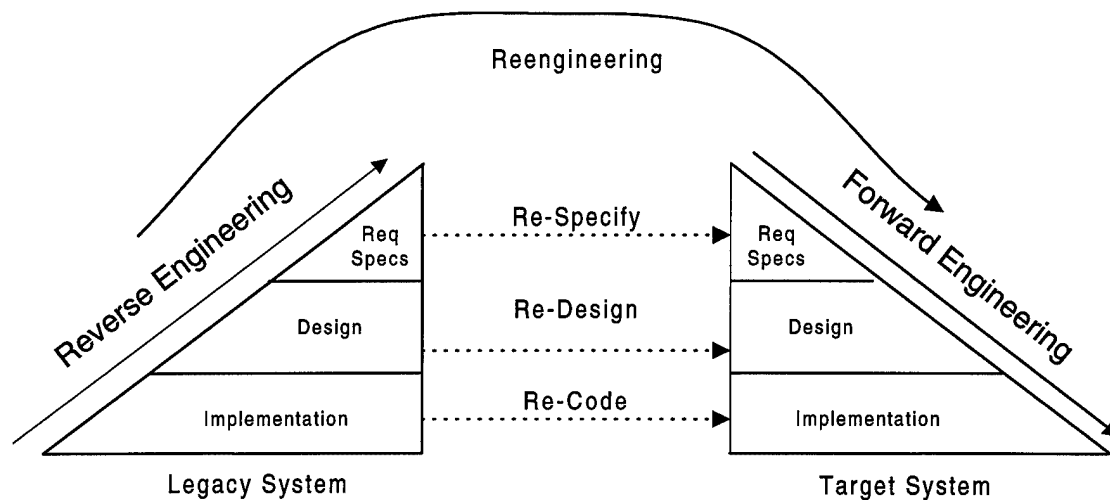 Reengineering
Reverse Engineering
Forward Engineering
Re-Specify
Req
Specs
Req
Specs
Re-Design
Design
Design
Re-Code
Implementation
Implementation
Legacy System
Target System